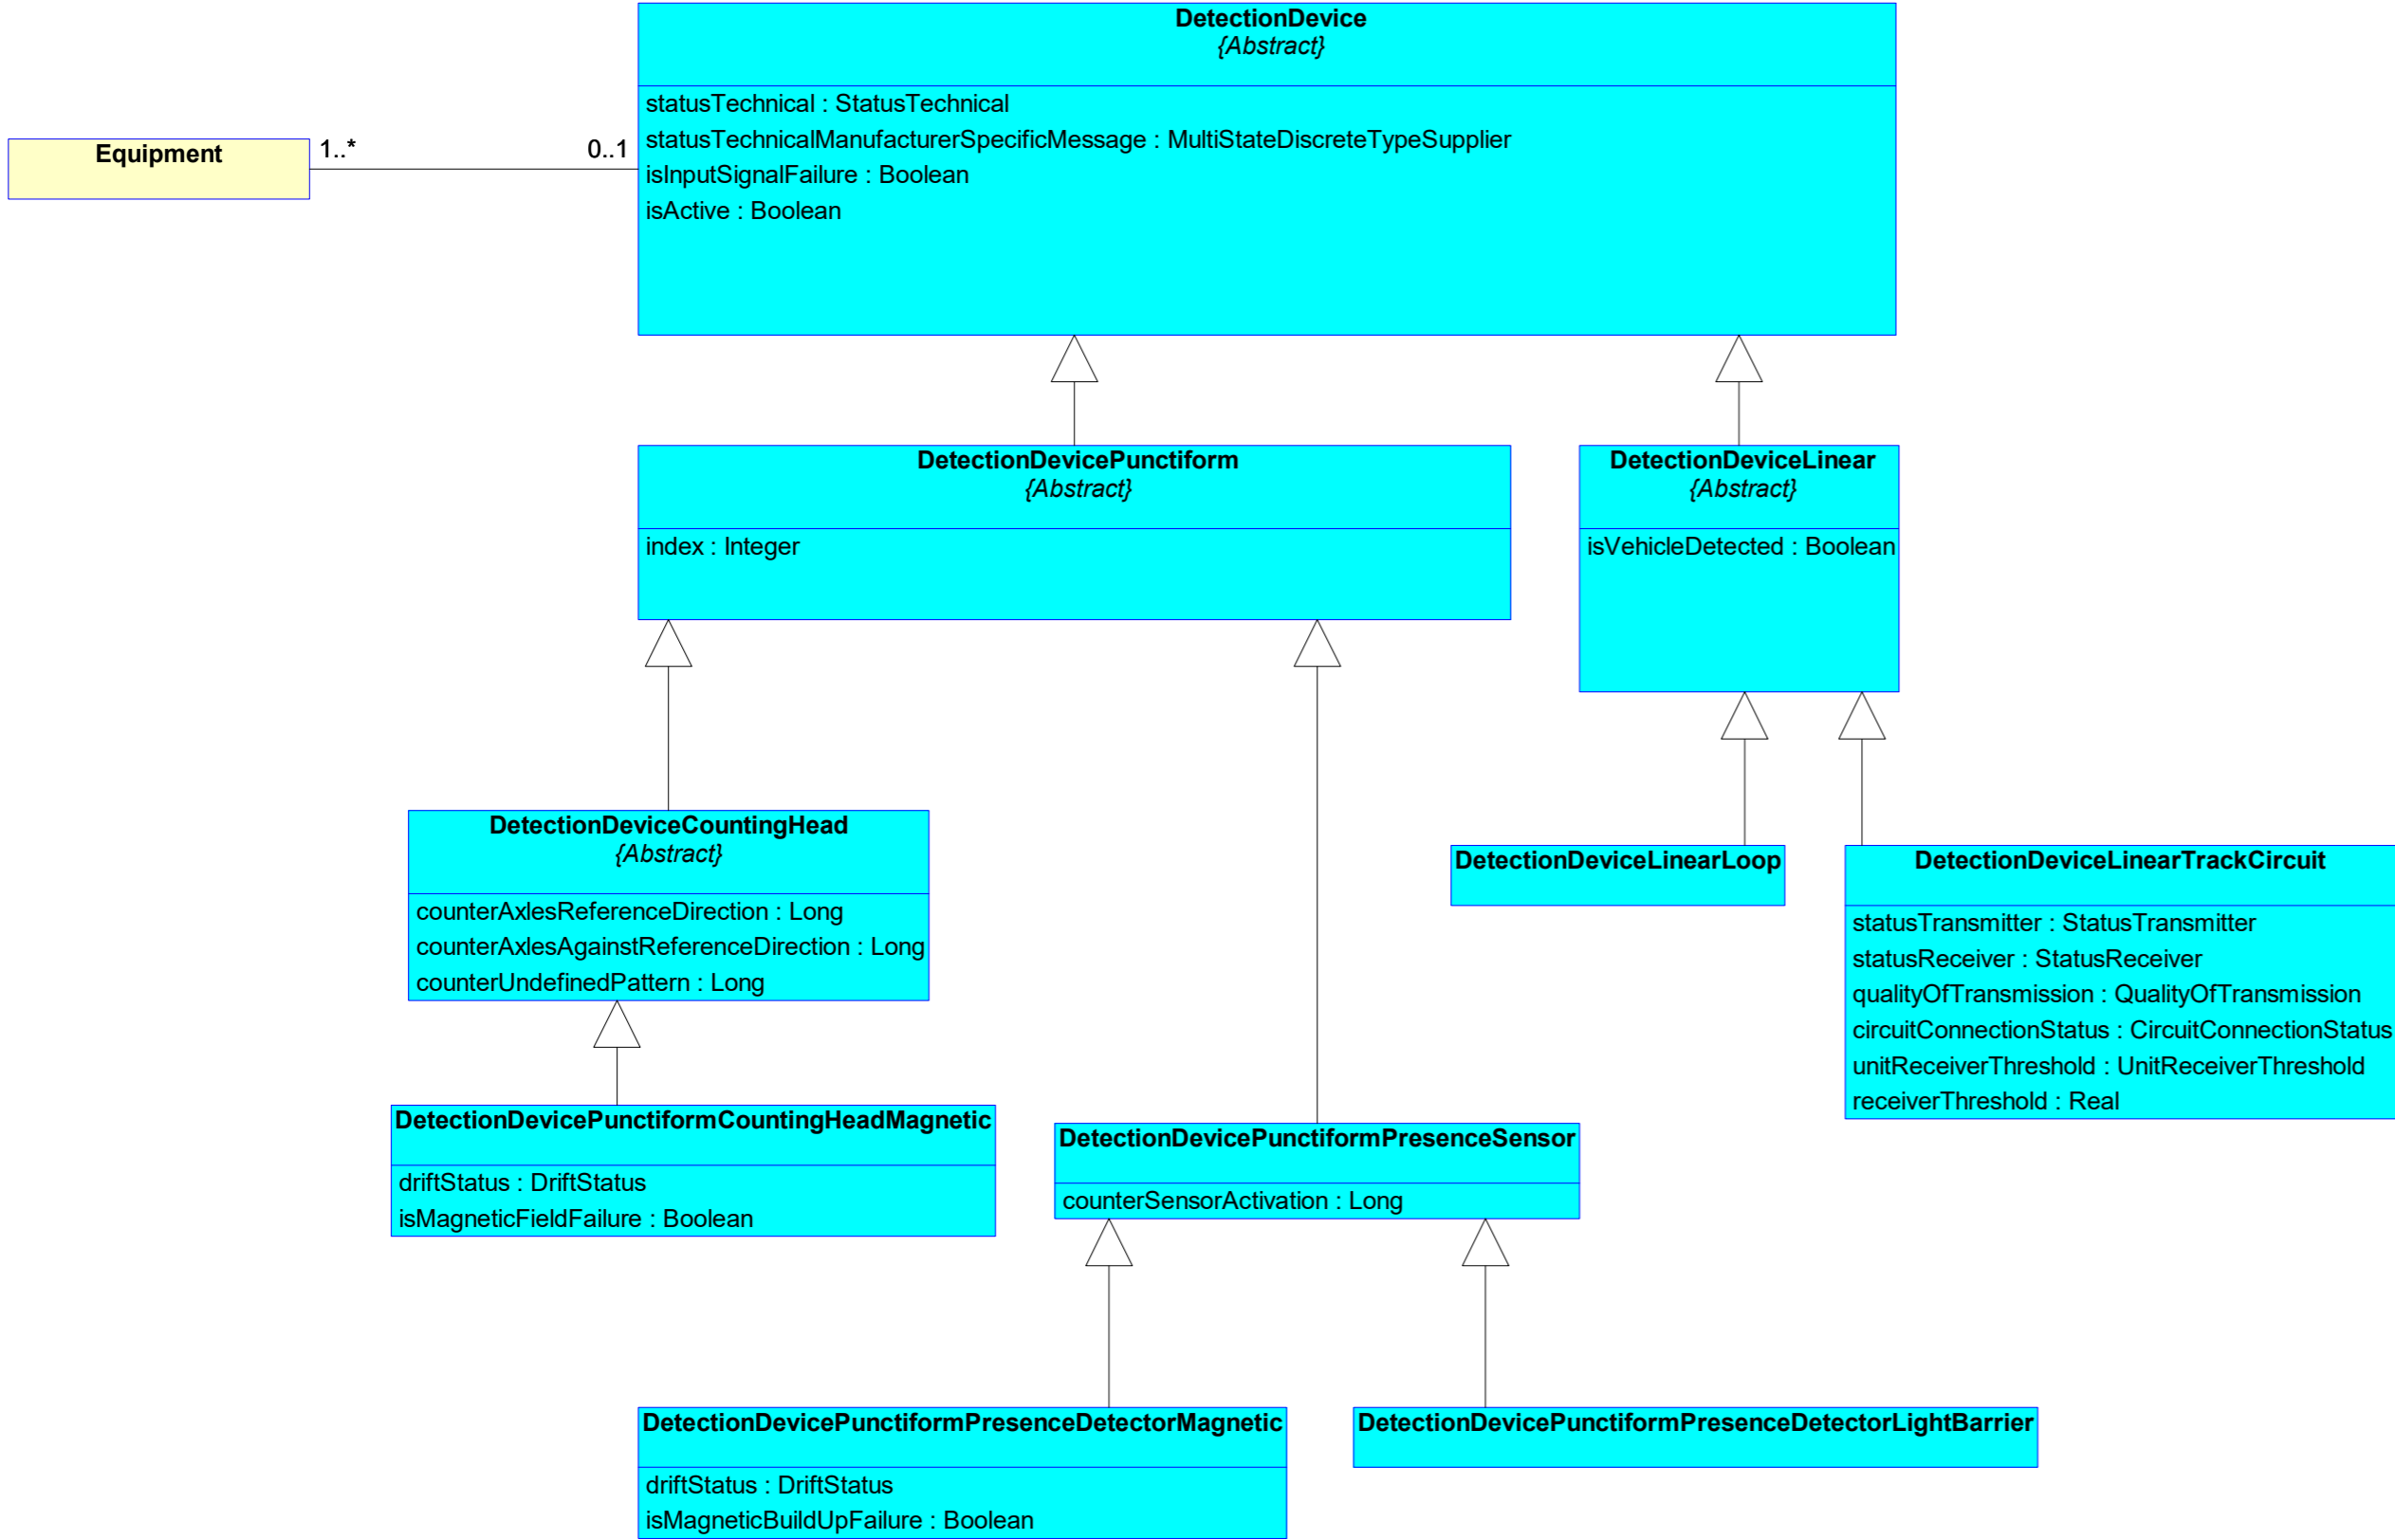 DetectionDevice
{Abstract}
statusTechnical : StatusTechnical
statusTechnicalManufacturerSpecificMessage : MultiStateDiscreteTypeSupplier
isInputSignalFailure : Boolean
isActive : Boolean
Equipment
1..*
0..1
DetectionDevicePunctiform
{Abstract}
index : Integer
DetectionDeviceLinear
{Abstract}
isVehicleDetected : Boolean
DetectionDeviceCountingHead
{Abstract}
counterAxlesReferenceDirection : Long
counterAxlesAgainstReferenceDirection : Long
counterUndefinedPattern : Long
DetectionDeviceLinearLoop
DetectionDeviceLinearTrackCircuit
statusTransmitter : StatusTransmitter
statusReceiver : StatusReceiver
qualityOfTransmission : QualityOfTransmission
circuitConnectionStatus : CircuitConnectionStatus
unitReceiverThreshold : UnitReceiverThreshold
receiverThreshold : Real
DetectionDevicePunctiformCountingHeadMagnetic
driftStatus : DriftStatus
isMagneticFieldFailure : Boolean
DetectionDevicePunctiformPresenceSensor
counterSensorActivation : Long
DetectionDevicePunctiformPresenceDetectorMagnetic
driftStatus : DriftStatus
isMagneticBuildUpFailure : Boolean
DetectionDevicePunctiformPresenceDetectorLightBarrier